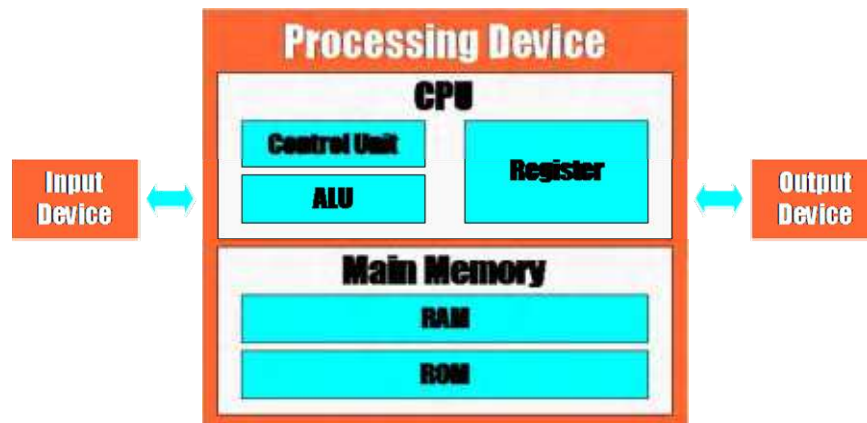 Processing Device
CPU
Control Unit
ALU
Register
Input
Device
Output
Device
Main Memory
RAM
ROM